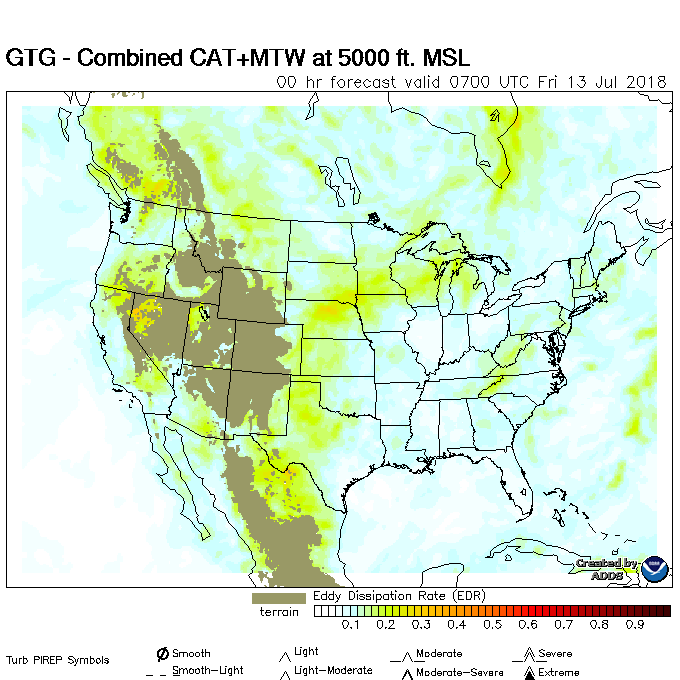 GTG - Combined CAT+MTW at 5000 ft. MSL
00 hr forecast valid 0700 UTC Fri 13 Jul 2018
Created by
ADDS
Eddy Dissipation Rate (EDR)
terrain
0.1 0.2 0.3 0.4 0.5 0.6 0.7 0.8 0.9
Turb PIREP Symbols
Smooth Light Moderate Severe
Smooth-Light Light-Moderate Moderate-Severe Extreme